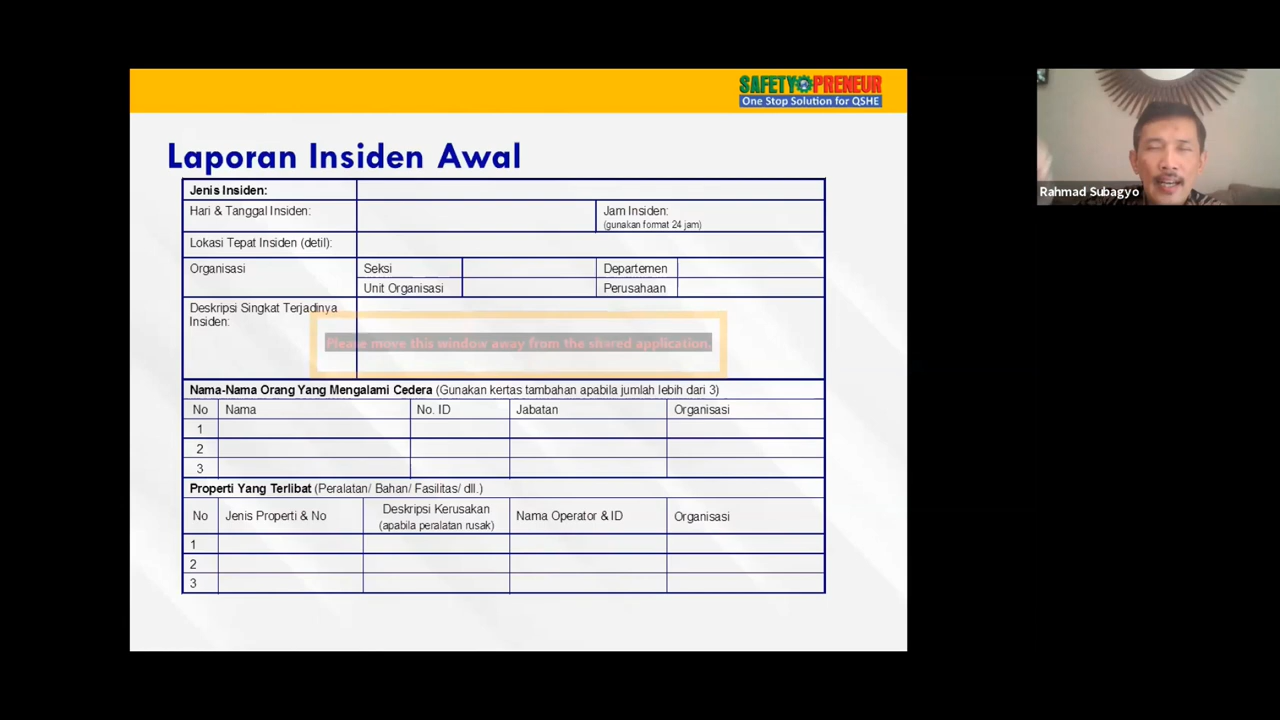 SAFETYPRENEUR
One Stop Solution for QSHE
Rahmad Subagyo
Laporan Insiden Awal
Jenis Insiden:
Hari & Tanggal Insiden:
Jam Insiden:
(gunakan format 24 jam)
Lokasi Tepat Insiden (detil):
Organisasi
Seksi
Departemen
Unit Organisasi
Perusahaan
Deskripsi Singkat Terjadinya
Insiden:
Please move this window away from the shared application.
Nama-Nama Orang Yang Mengalami Cedera (Gunakan kertas tambahan apabila jumlah lebih dari 3)
No Nama No. ID Jabatan Organisasi
1
2
3
Properti Yang Terlibat (Peralatan/ Bahan/ Fasilitas/ dll.)
No Jenis Properti & No Deskripsi Kerusakan Nama Operator & ID Organisasi
(apabila peralatan rusak)
1
2
3